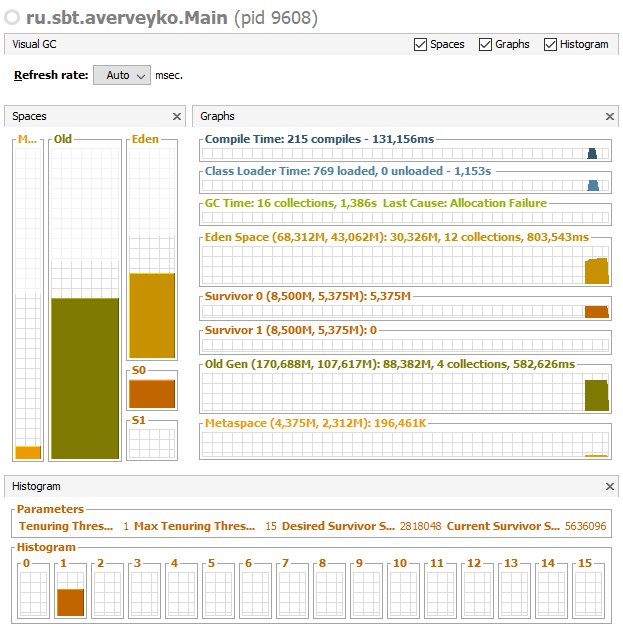 ru.sbt.averveyko.Main (pid 9608)
Visual GC
Spaces
Graphs
Histogram
Refresh rate: Auto msec.
Spaces
M...
Old
Eden
S0
S1
Graphs
Compile Time: 215 compiles - 131,156ms
Class Loader Time: 769 loaded, 0 unloaded - 1,153s
GC Time: 16 collections, 1,386s Last Cause: Allocation Failure
Eden Space (68,312M, 43,062M): 30,326M, 12 collections, 803,543ms
Survivor 0 (8,500M, 5,375M): 5,375M
Survivor 1 (8,500M, 5,375M): 0
Old Gen (170,688M, 107,617M): 88,382M, 4 collections, 582,626ms
Metaspace (4,375M, 2,312M): 196,461K
Histogram
Parameters
Tenuring Thres... 1 Max Tenuring Thres... 15 Desired Survivor S... 2818048 Current Survivor S... 5636096
Histogram
0 1 2 3 4 5 6 7 8 9 10 11 12 13 14 15